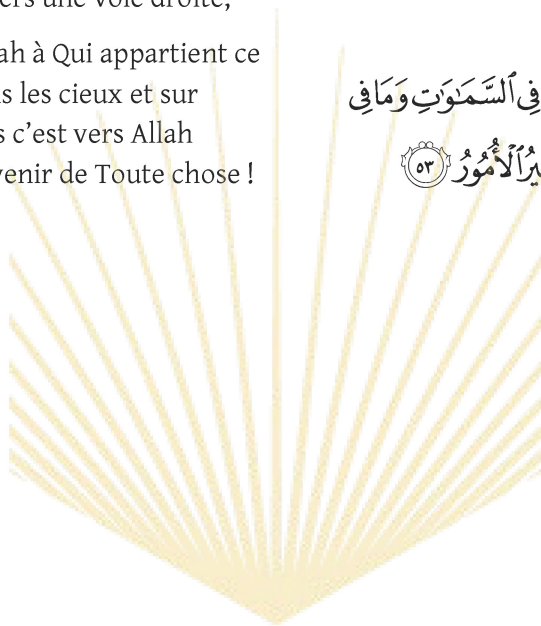 vers une voie droite,
ah à Qui appartient ce
s les cieux et sur
s c’est vers Allah
venir de Toute chose !
فِي ٱلسَّمَٰوَٰتِ وَمَا فِي
يرُ ٱلْأُمُورُ ٥٣